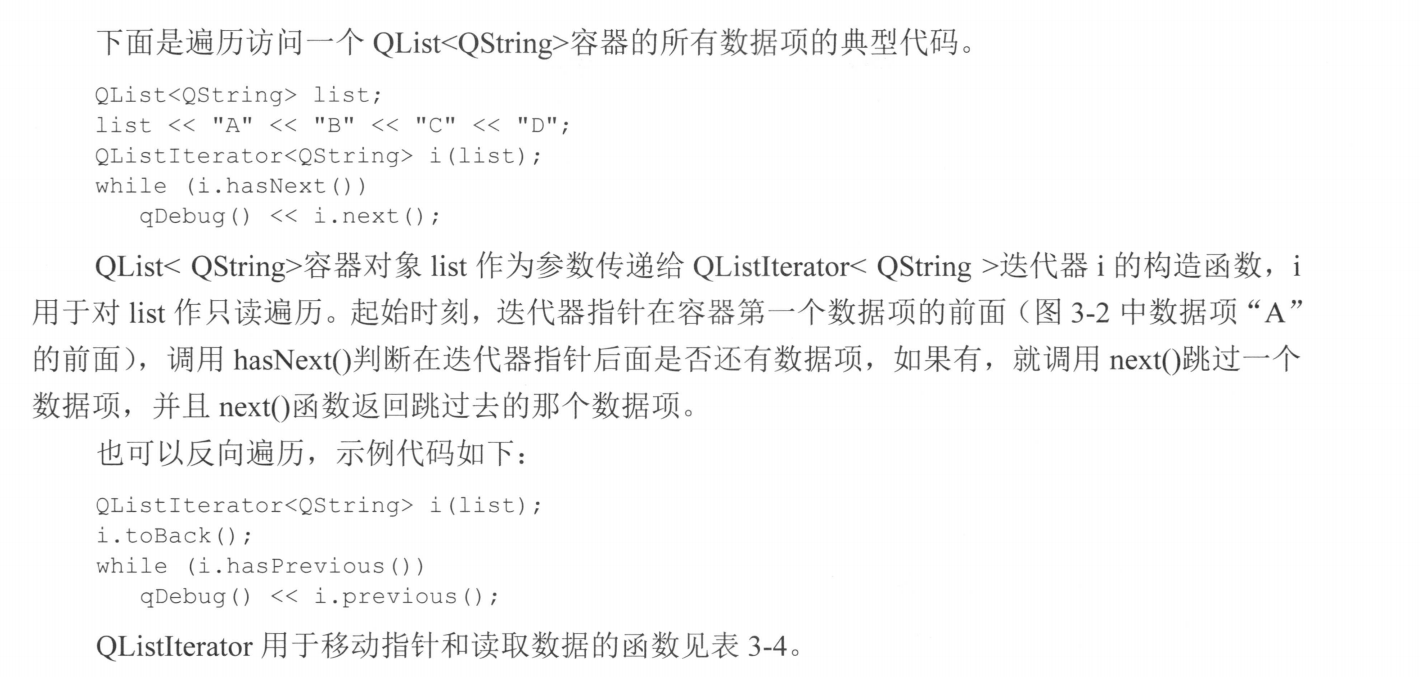 下面是遍历访问一个 QList<QString>容器的所有数据项的典型代码。
QList<QString> list;
list << "A" << "B" << "C" << "D";
QListIterator<QString> i(list);
while (i.hasNext())
   qDebug() << i.next();
QList< QString>容器对象 list 作为参数传递给 QListIterator< QString >迭代器 i 的构造函数，i
用于对 list 作只读遍历。起始时刻，迭代器指针在容器第一个数据项的前面（图 3-2 中数据项“A”
的前面），调用 hasNext()判断在迭代器指针后面是否还有数据项，如果有，就调用 next()跳过一个
数据项，并且 next()函数返回跳过去的那个数据项。
也可以反向遍历，示例代码如下：
QListIterator<QString> i(list);
i.toBack();
while (i.hasPrevious())
   qDebug() << i.previous();
QListIterator 用于移动指针和读取数据的函数见表 3-4。